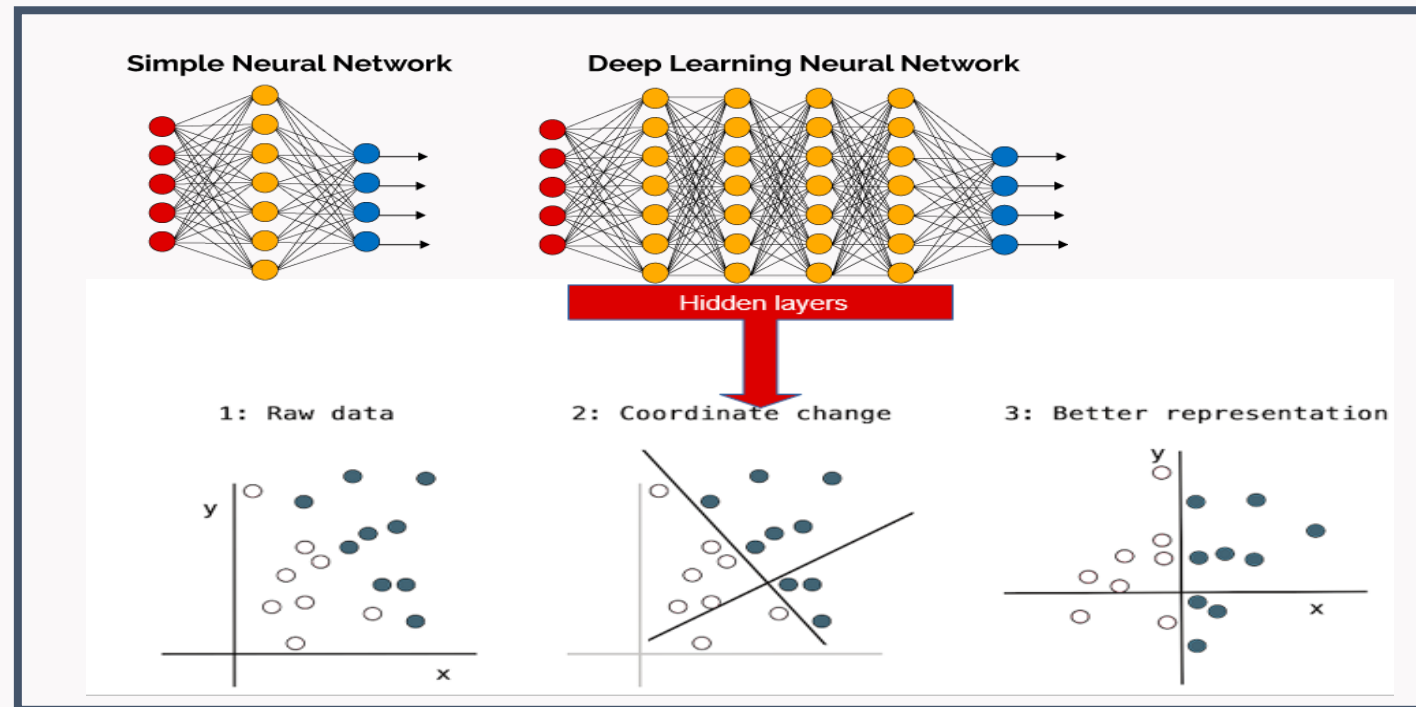 Simple Neural Network
Deep Learning Neural Network
Hidden layers
1: Raw data
2: Coordinate change
3: Better representation
y
x
y
x